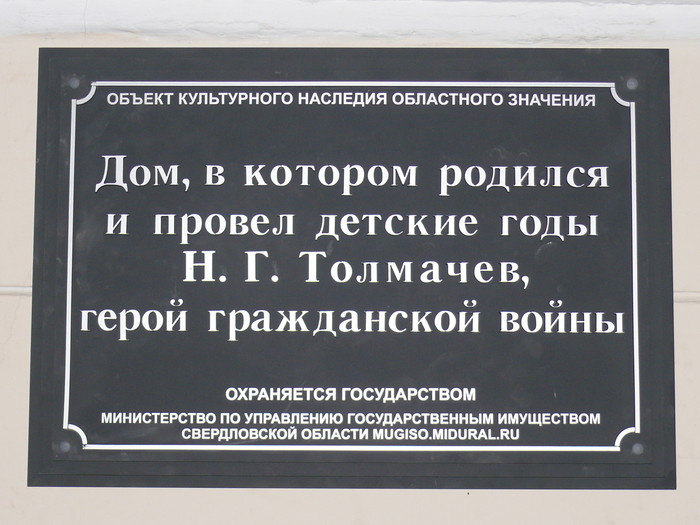 ОБЪЕКТ КУЛЬТУРНОГО НАСЛЕДИЯ ОБЛАСТНОГО ЗНАЧЕНИЯ
Дом, в котором родился
и провел детские годы
Н. Г. Толмачев,
герой гражданской войны
ОХРАНЯЕТСЯ ГОСУДАРСТВОМ
МИНИСТЕРСТВО ПО УПРАВЛЕНИЮ ГОСУДАРСТВЕННЫМ ИМУЩЕСТВОМ
СВЕРДЛОВСКОЙ ОБЛАСТИ MUGISO.MIDURAL.RU